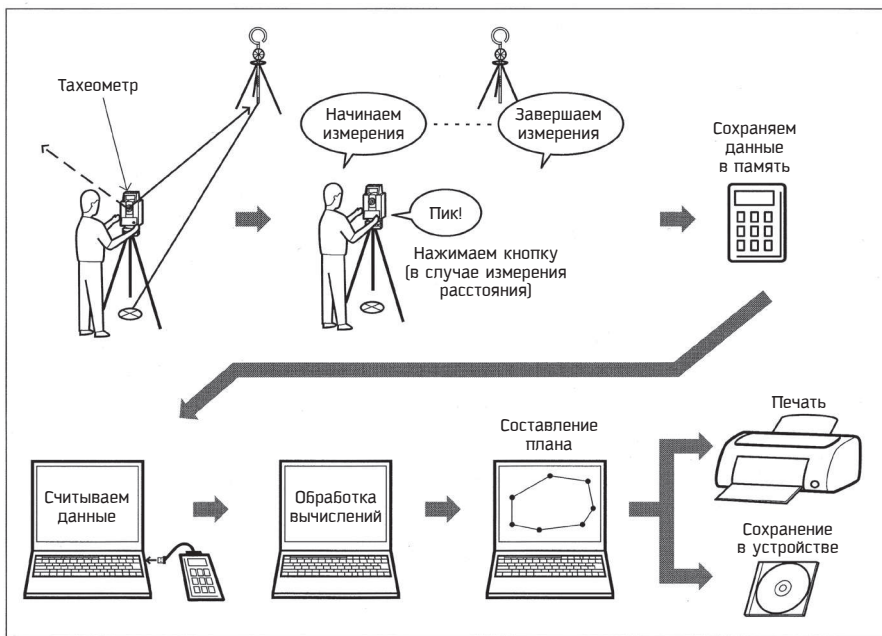 Тахеометр
Начинаем
измерения
Завершаем
измерения
Пик!
Нажимаем кнопку
(в случае измерения
расстояния)
Сохраняем
данные
в память
Считываем
данные
Обработка
вычислений
Составление
плана
Печать
Сохранение
в устройстве